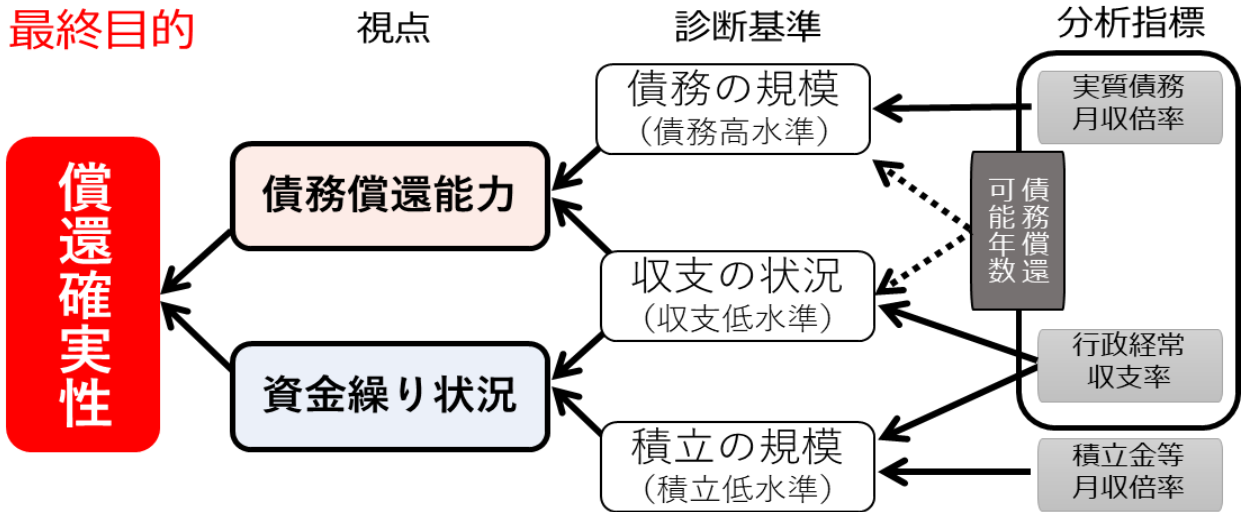 最終目的
視点
診断基準
分析指標
償還確実性
債務償還能力
資金繰り状況
債務の規模
（債務高水準）
収支の状況
（収支低水準）
積立の規模
（積立低水準）
実質債務
月収倍率
債務償還
可能年数
行政経常
収支率
積立金等
月収倍率